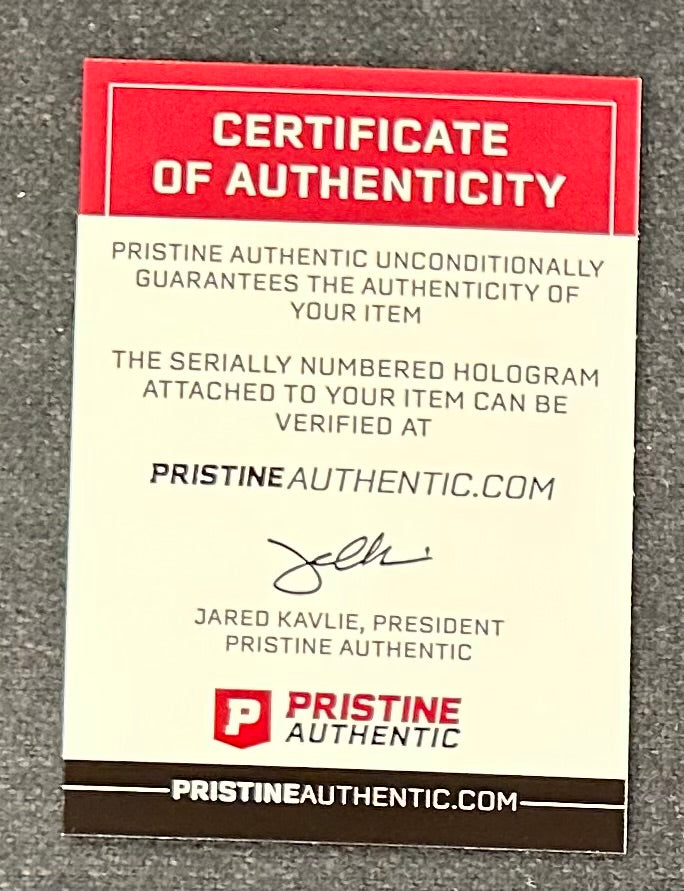 CERTIFICATE
OF AUTHENTICITY
PRISTINE AUTHENTIC UNCONDITIONALLY
GUARANTEES THE AUTHENTICITY OF
YOUR ITEM
THE SERIALLY NUMBERED HOLOGRAM
ATTACHED TO YOUR ITEM CAN BE
VERIFIED AT
PRISTINEAUTHENTIC.COM
JARED KAVLIE, PRESIDENT
PRISTINE AUTHENTIC
P PRISTINE
AUTHENTIC
PRISTINEAUTHENTIC.COM